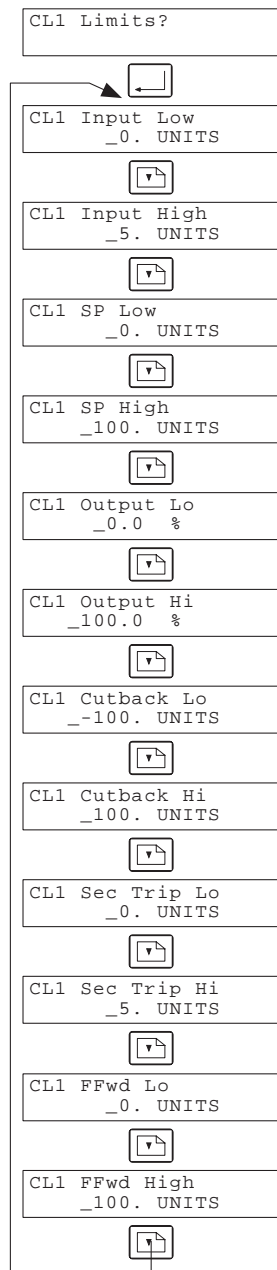 CL1 Limits?
CL1 Input Low
_0. UNITS
CL1 Input High
_5. UNITS
CL1 SP Low
_0. UNITS
CL1 SP High
_100. UNITS
CL1 Output Lo
_0.0 %
CL1 Output Hi
_100.0 %
CL1 Cutback Lo
_-100. UNITS
CL1 Cutback Hi
_100. UNITS
CL1 Sec Trip Lo
_0. UNITS
CL1 Sec Trip Hi
_5. UNITS
CL1 FFwd Lo
_0. UNITS
CL1 FFwd High
_100. UNITS